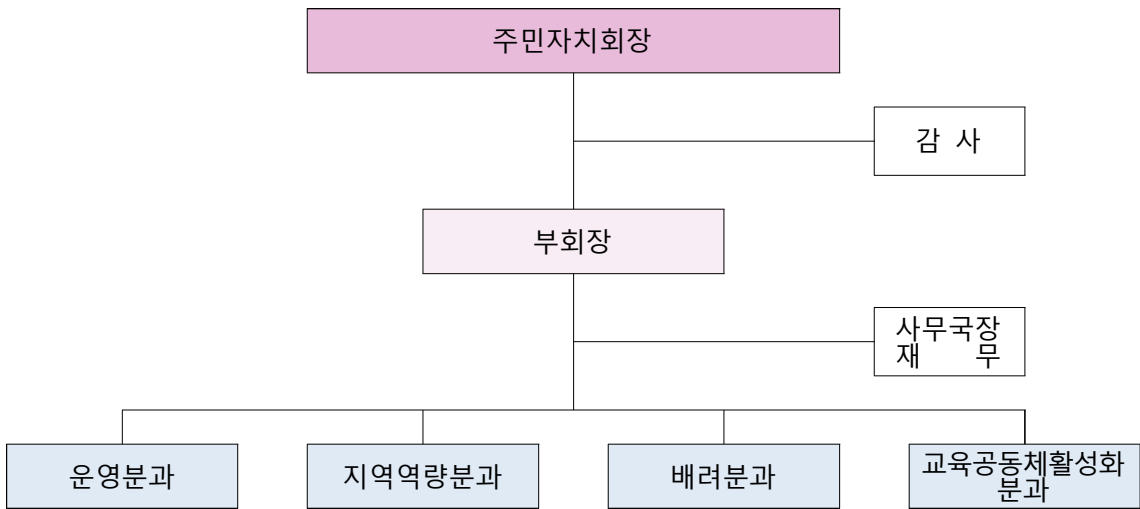 주민자치회장
감 사
부회장
사무국장
재 무
운영분과
지역역량분과
배려분과
교육공동체활성화
분과